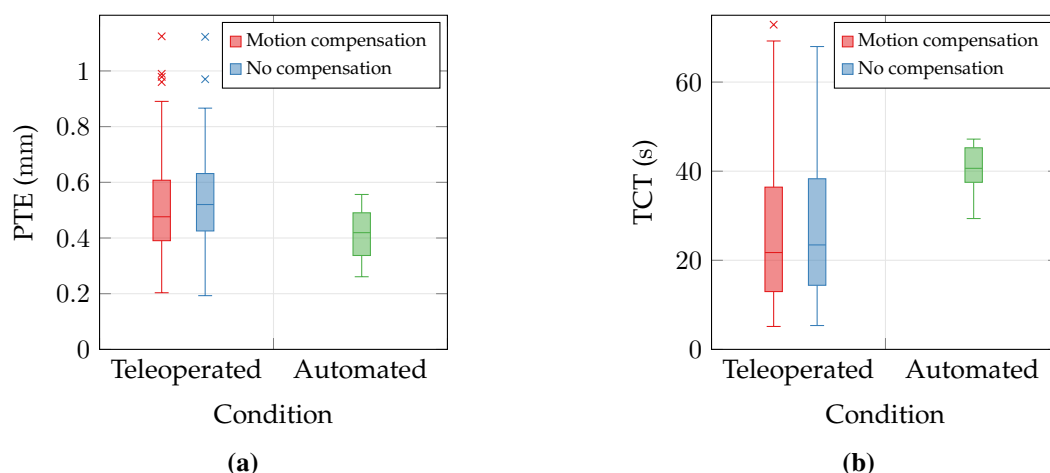 Motion compensation
No compensation
1
0.8
0.6
0.4
0.2
0
PTE (mm)
Teleoperated Automated
Condition
(a)
Motion compensation
No compensation
60
40
20
0
TCT (s)
Teleoperated Automated
Condition
(b)